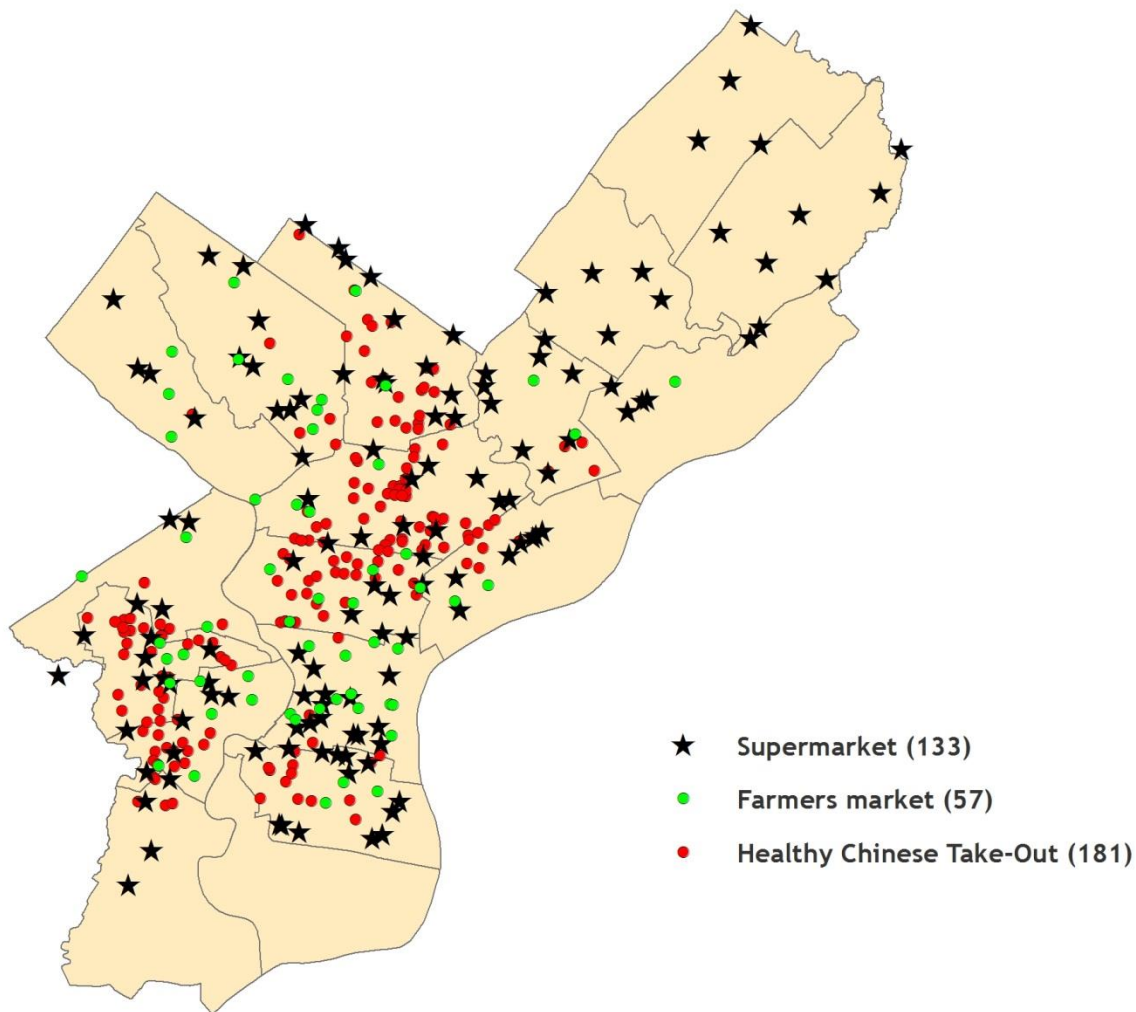 Supermarket (133)
Farmers market (57)
Healthy Chinese Take-Out (181)